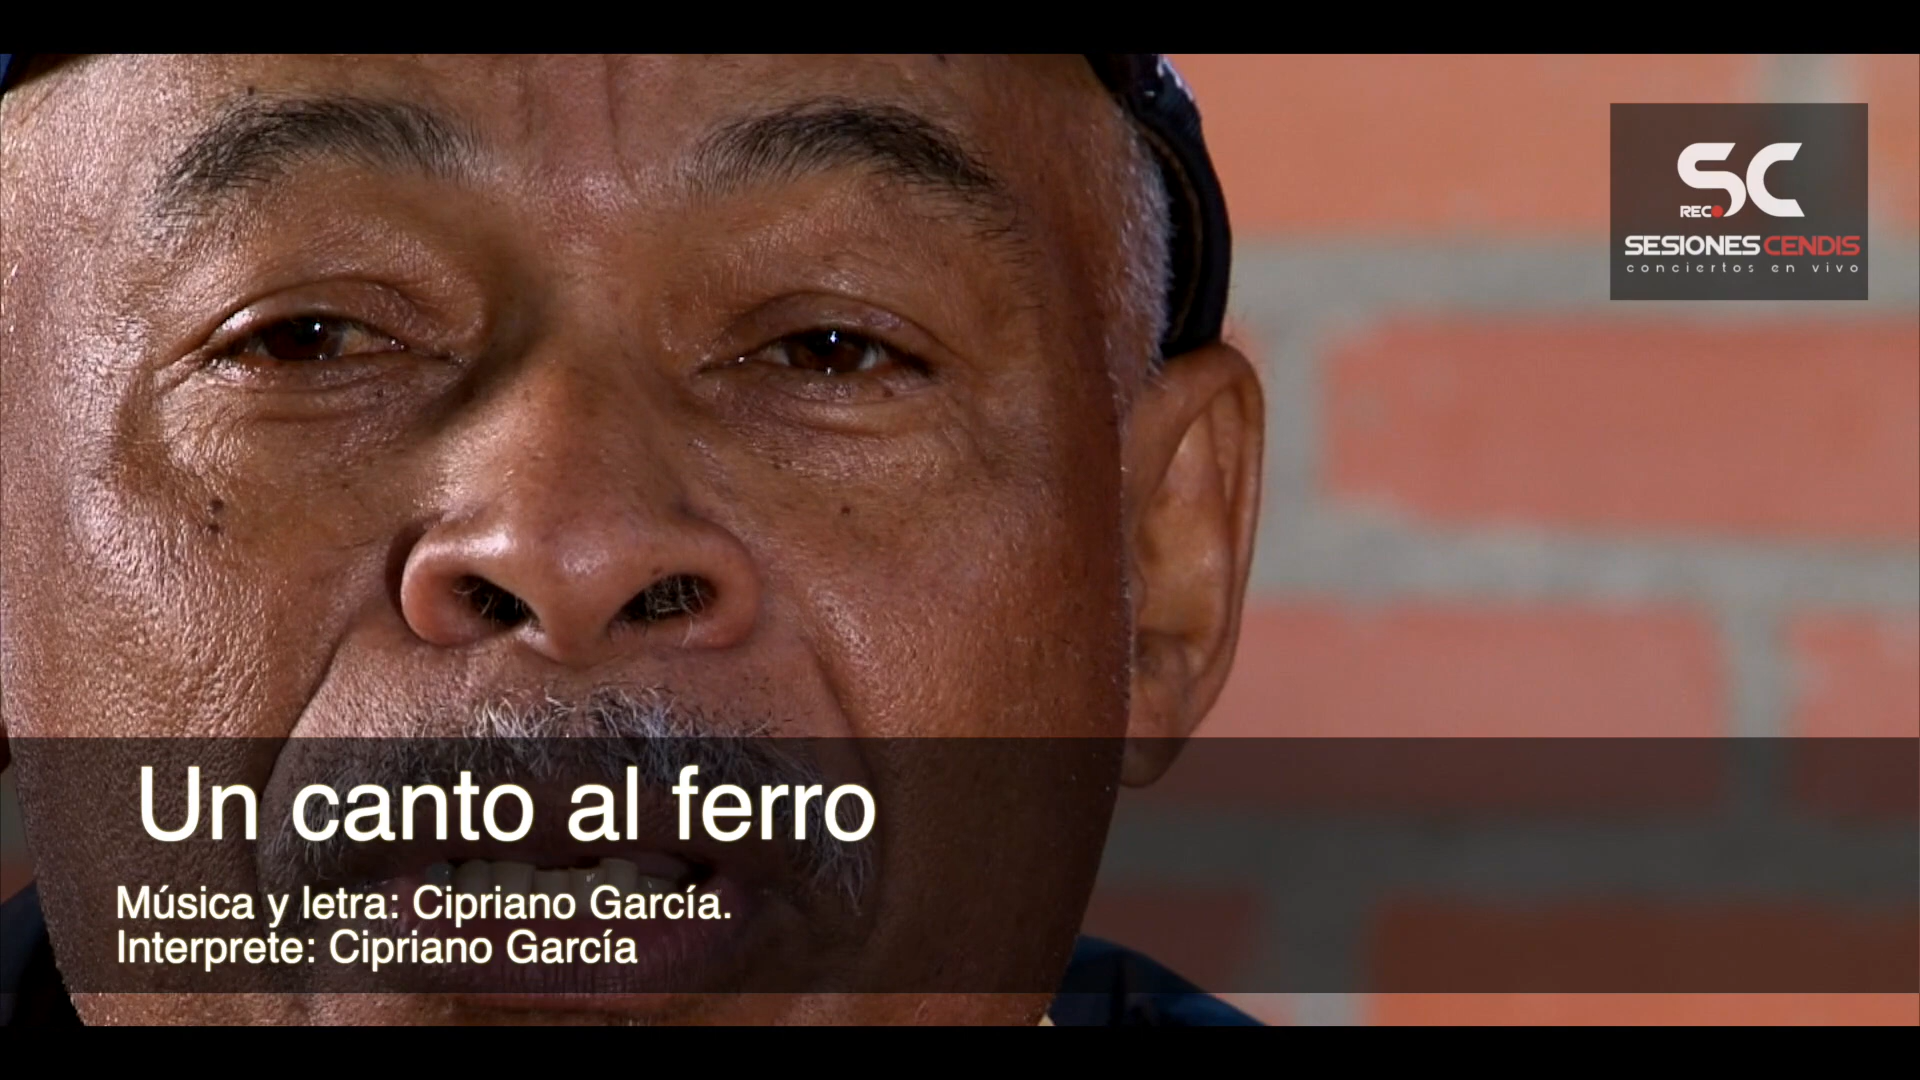 SC
REC
SESIONES CENDIS
conciertos en vivo
Un canto al ferro
Música y letra: Cipriano García.
Interprete: Cipriano García